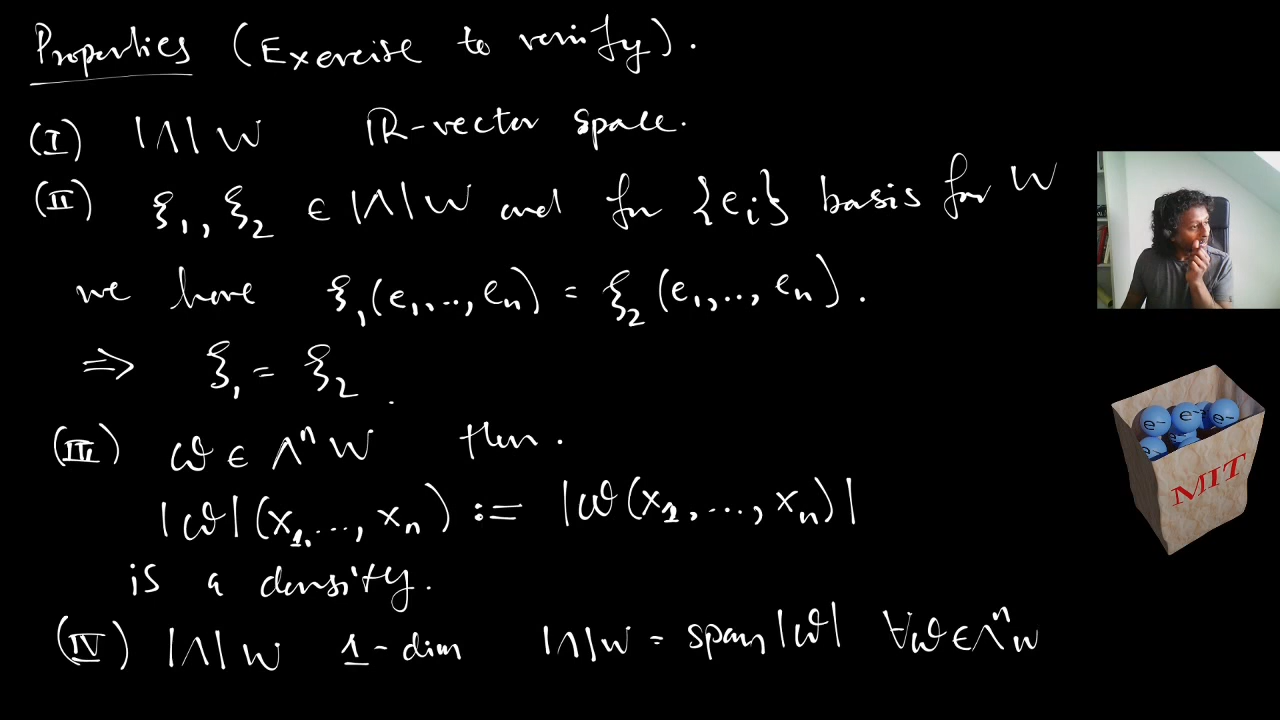 Properties (Exercise to verify).
(I) |Λ| W ℝ-vector space.
(II) ξ₁, ξ₂ ∈ |Λ| W and for {eᵢ} basis for W
we have ξ₁(e₁,..,eₙ) = ξ₂(e₁,..,eₙ).
⇒ ξ₁ = ξ₂.
(III) ω ∈ Λⁿ W then.
|ω|(x₁,..., xₙ) := |ω(x₁,...,xₙ)|
is a density.
(IV) |Λ| W 1-dim |Λ|W = span |ω| ∀ω∈Λⁿw
e⁻ e⁻ e⁻ e⁻
MIT